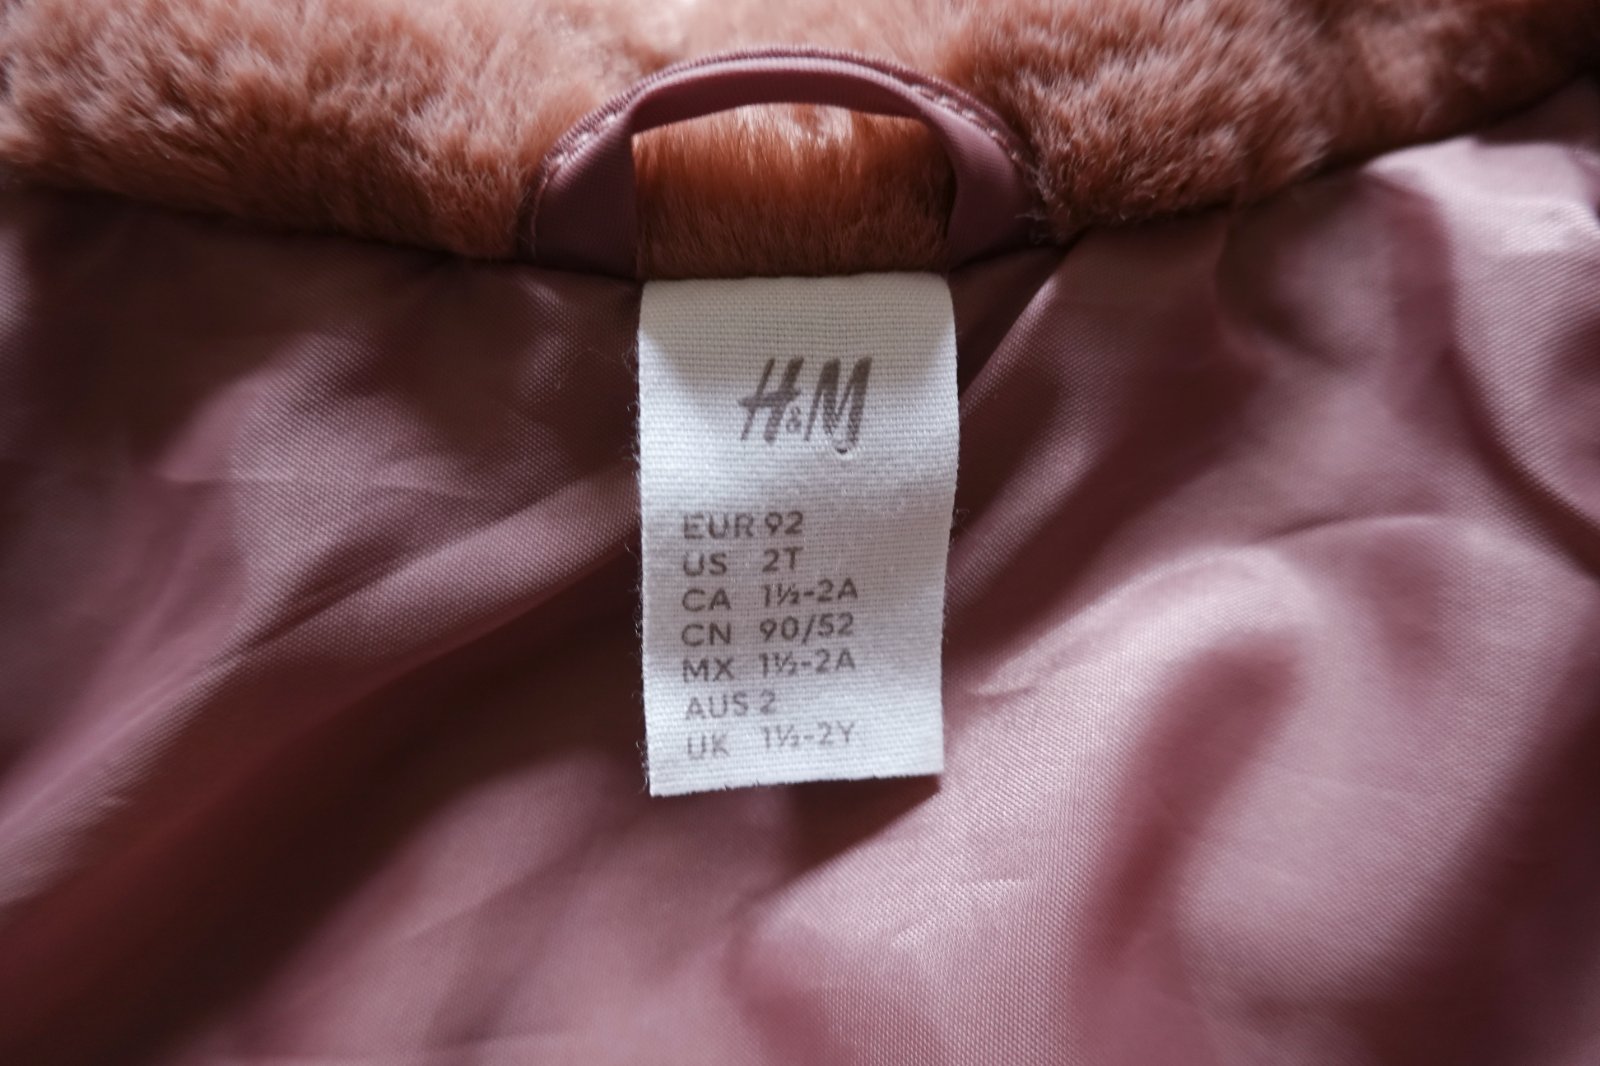 H&M
EUR 92
US 2T
CA 1½-2A
CN 90/52
MX 1½-2A
AUS 2
UK 1½-2Y